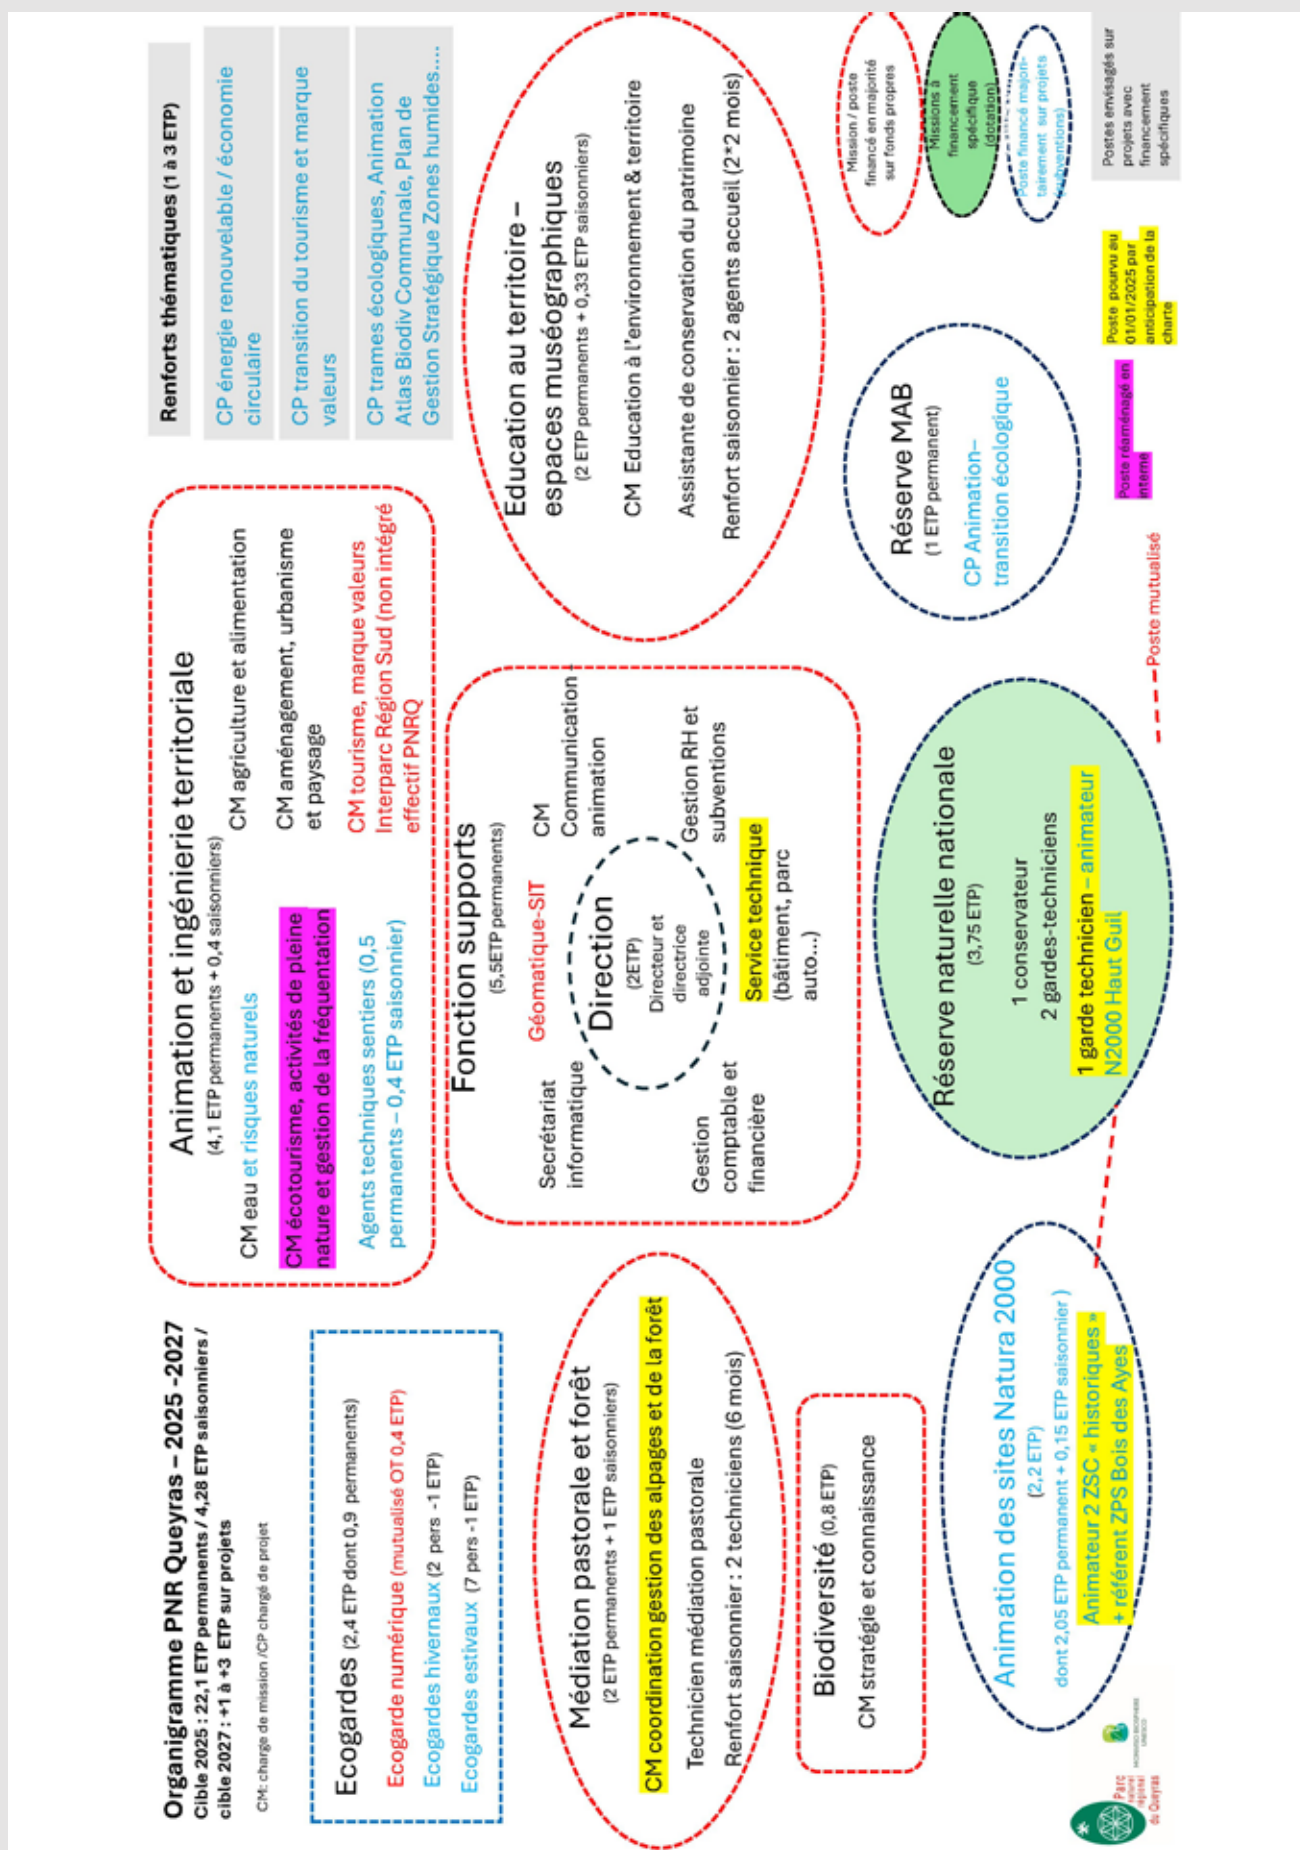 Organigramme PNR Queyras – 2025 -2027
Cible 2025 : 22,1 ETP permanents / 4,28 ETP saisonniers /
cible 2027 : +1 à +3 ETP sur projets
CM: charge de mission /CP chargé de projet
Ecogardes (2,4 ETP dont 0,9 permanents)
Ecogarde numérique (mutualisé OT 0,4 ETP)
Ecogardes hivernaux (2 pers -1 ETP)
Ecogardes estivaux (7 pers -1 ETP)
Médiation pastorale et forêt
(2 ETP permanents + 1 ETP saisonniers)
CM coordination gestion des alpages et de la forêt
Technicien médiation pastorale
Renfort saisonnier : 2 techniciens (6 mois)
Biodiversité (0,8 ETP)
CM stratégie et connaissance
Animation des sites Natura 2000
(2,2 ETP)
dont 2,05 ETP permanent + 0,15 ETP saisonnier )
Animateur 2 ZSC « historiques »
+ référent ZPS Bois des Ayes
Parc
naturel
régional
du Queyras
Animation et ingénierie territoriale
(4,1 ETP permanents + 0,4 saisonniers)
CM eau et risques naturels
CM écotourisme, activités de pleine
nature et gestion de la fréquentation
Agents techniques sentiers (0,5
permanents – 0,4 ETP saisonnier)
CM agriculture et alimentation
CM aménagement, urbanisme
et paysage
CM tourisme, marque valeurs
Interparc Région Sud (non intégré
effectif PNRQ
Fonction supports
(5,5ETP permanents)
Secrétariat
informatique
Géomatique-SIT
CM
Communication -
animation
Direction
(2ETP)
Directeur et
directrice
adjointe
Gestion
comptable et
financière
Gestion RH et
subventions
Service technique
(bâtiment, parc
auto...)
Réserve naturelle nationale
(3,75 ETP)
1 conservateur
2 gardes-techniciens
1 garde technicien – animateur
N2000 Haut Guil
Poste mutualisé
Renforts thématiques (1 à 3 ETP)
CP énergie renouvelable / économie
circulaire
CP transition du tourisme et marque
valeurs
CP trames écologiques, Animation
Atlas Biodiv Communale, Plan de
Gestion Stratégique Zones humides....
Education au territoire –
espaces muséographiques
(2 ETP permanents + 0,33 ETP saisonniers)
CM Education à l'environnement & territoire
Assistante de conservation du patrimoine
Renfort saisonnier : 2 agents accueil (2*2 mois)
Réserve MAB
(1 ETP permanent)
CP Animation–
transition écologique
Mission / poste
financé en majorité
sur fonds propres
Missions à
financement
spécifique
(dotation)
Poste financé majori-
tairement sur projets
(subventions)
Postes envisagés sur
projets avec
financement
spécifiques
Poste réaménagé en
interne
Poste pourvu au
01/01/2025 par
anticipation de la
charte